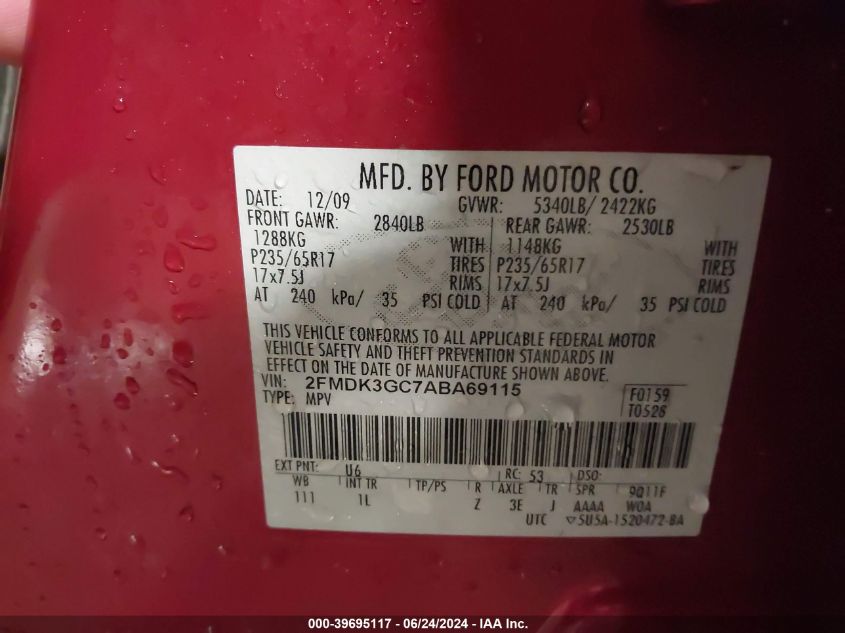 MFD. BY FORD MOTOR CO.
DATE: 12/09 GVWR: 5340LB/ 2422KG
FRONT GAWR: 2840LB REAR GAWR: 2530LB
1288KG WITH 1148KG WITH
P235/65R17 TIRES P235/65R17 TIRES
17x7.5J RIMS 17x7.5J RIMS
AT 240 kPa/ 35 PSI COLD AT 240 kPa/ 35 PSI COLD
THIS VEHICLE CONFORMS TO ALL APPLICABLE FEDERAL MOTOR
VEHICLE SAFETY AND THEFT PREVENTION STANDARDS IN
EFFECT ON THE DATE OF MANUFACTURE SHOWN ABOVE.
VIN: 2FMDK3GC7ABA69115 F0159
TYPE: MPV T0528
EXT PNT: U6 RC: 53 DSO:
WB INT TR TP/PS R AXLE TR SPR 9Q11F
111 1L Z 3E J AAAA W0A
UTC 5U5A-1520472-BA
000-39695117 - 06/24/2024 - IAA Inc.